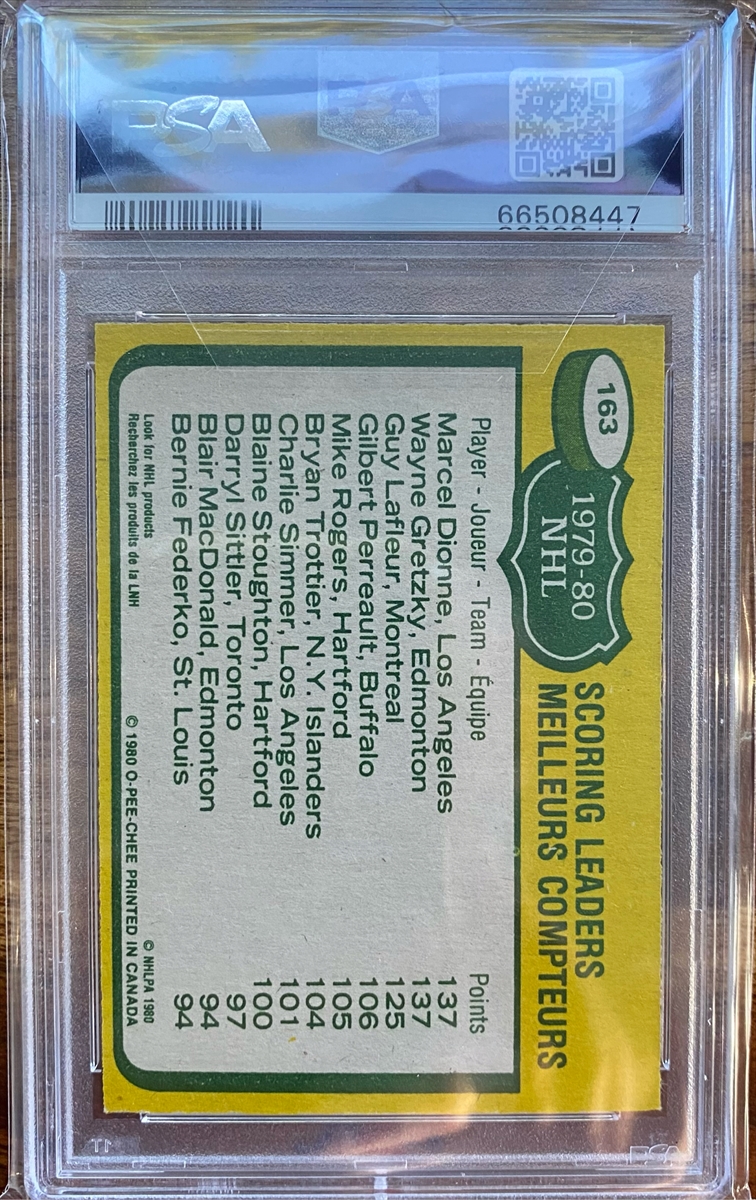 PSA
PSA
66508447
163
1979-80
NHL
SCORING LEADERS
MEILLEURS COMPTEURS
Player - Joueur - Team - Équipe Points
Marcel Dionne, Los Angeles 137
Wayne Gretzky, Edmonton 137
Guy Lafleur, Montreal 125
Gilbert Perreault, Buffalo 106
Mike Rogers, Hartford 105
Bryan Trottier, N.Y. Islanders 104
Charlie Simmer, Los Angeles 101
Blaine Stoughton, Hartford 100
Darryl Sittler, Toronto 97
Blair MacDonald, Edmonton 94
Bernie Federko, St. Louis 94
Look for NHL products © NHLPA 1980
Recherchez les produits de la LNH © 1980 O-PEE-CHEE PRINTED IN CANADA
PSA